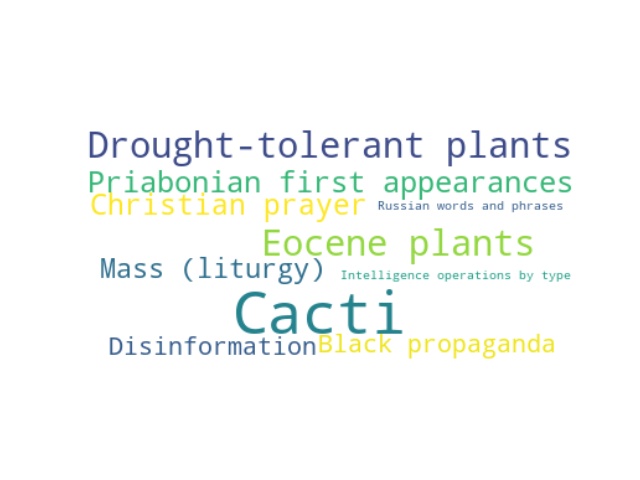 Drought-tolerant plants
Priabonian first appearances
Christian prayer
Russian words and phrases
Eocene plants
Mass (liturgy)
Intelligence operations by type
Cacti
Disinformation
Black propaganda